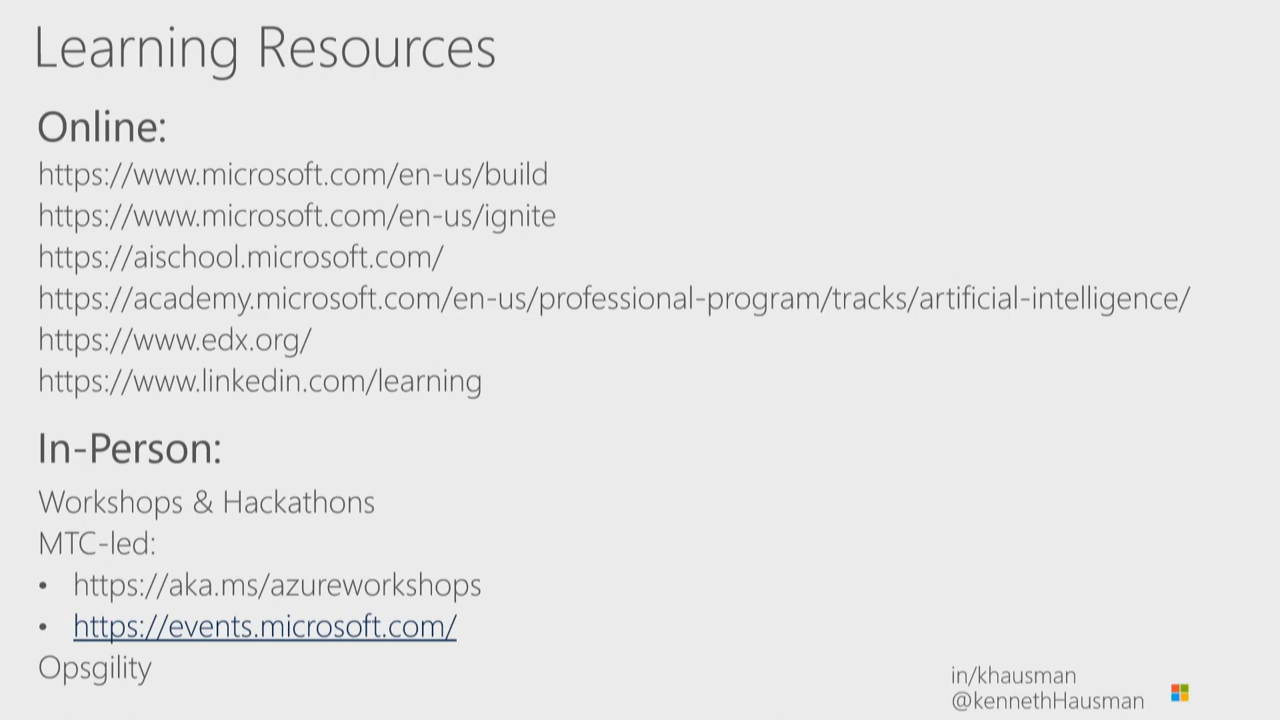 Learning Resources
Online:
https://www.microsoft.com/en-us/build
https://www.microsoft.com/en-us/ignite
https://aischool.microsoft.com/
https://academy.microsoft.com/en-us/professional-program/tracks/artificial-intelligence/
https://www.edx.org/
https://www.linkedin.com/learning
In-Person:
Workshops & Hackathons
MTC-led:
• https://aka.ms/azureworkshops
• https://events.microsoft.com/
Opsgility
in/khausman
@kennethHausman